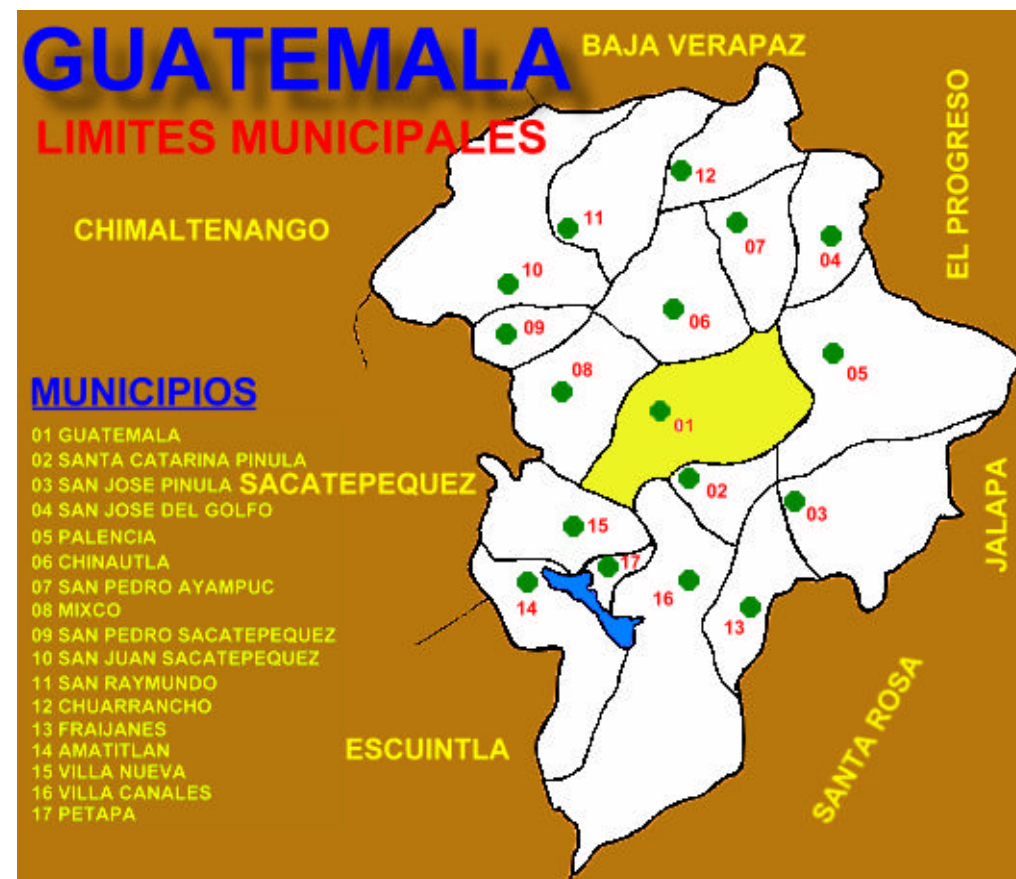 GUATEMALA
BAJA VERAPAZ
LIMITES MUNICIPALES
EL PROGRESO
CHIMALTENANGO
12
11
07
04
10
06
09
08
05
01
02
03
15
17
16
14
13
MUNICIPIOS
01 GUATEMALA
02 SANTA CATARINA PINULA
03 SAN JOSE PINULA
04 SAN JOSE DEL GOLFO
05 PALENCIA
06 CHINAUTLA
07 SAN PEDRO AYAMPUC
08 MIXCO
09 SAN PEDRO SACATEPEQUEZ
10 SAN JUAN SACATEPEQUEZ
11 SAN RAYMUNDO
12 CHUARRANCHO
13 FRAIJANES
14 AMATITLAN
15 VILLA NUEVA
16 VILLA CANALES
17 PETAPA
SACATEPEQUEZ
JALAPA
ESCUINTLA
SANTA ROSA